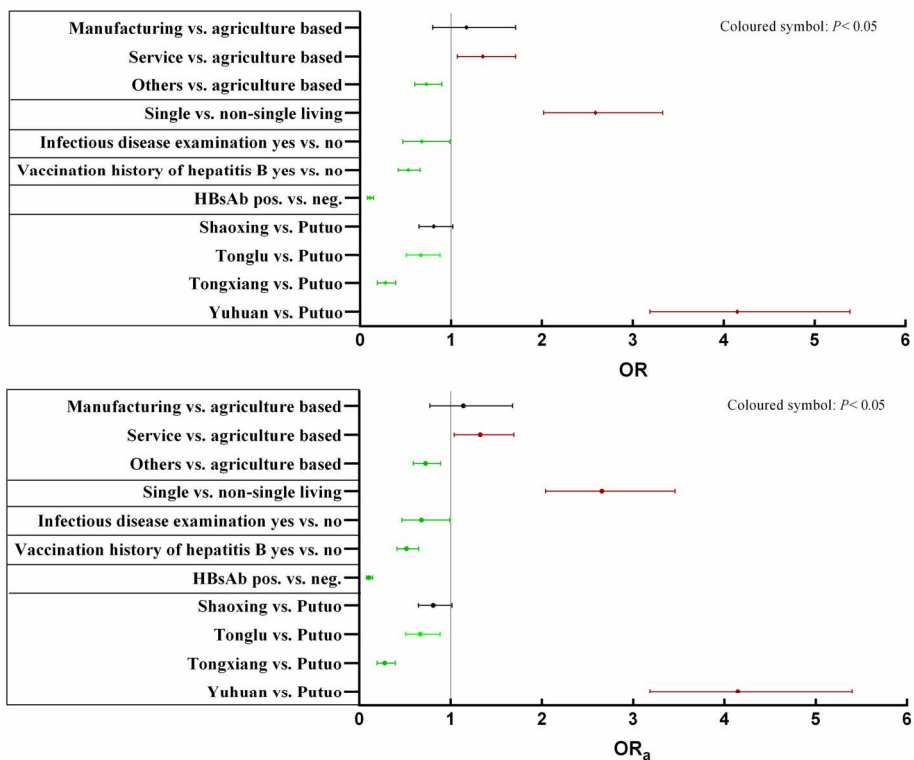 Manufacturing vs. agriculture based
Coloured symbol: P< 0.05
Service vs. agriculture based
Others vs. agriculture based
Single vs. non-single living
Infectious disease examination yes vs. no
Vaccination history of hepatitis B yes vs. no
HBsAb pos. vs. neg.
Shaoxing vs. Putuo
Tonglu vs. Putuo
Tongxiang vs. Putuo
Yuhuan vs. Putuo
0 1 2 3 4 5 6
OR
Manufacturing vs. agriculture based
Coloured symbol: P< 0.05
Service vs. agriculture based
Others vs. agriculture based
Single vs. non-single living
Infectious disease examination yes vs. no
Vaccination history of hepatitis B yes vs. no
HBsAb pos. vs. neg.
Shaoxing vs. Putuo
Tonglu vs. Putuo
Tongxiang vs. Putuo
Yuhuan vs. Putuo
0 1 2 3 4 5 6
ORa